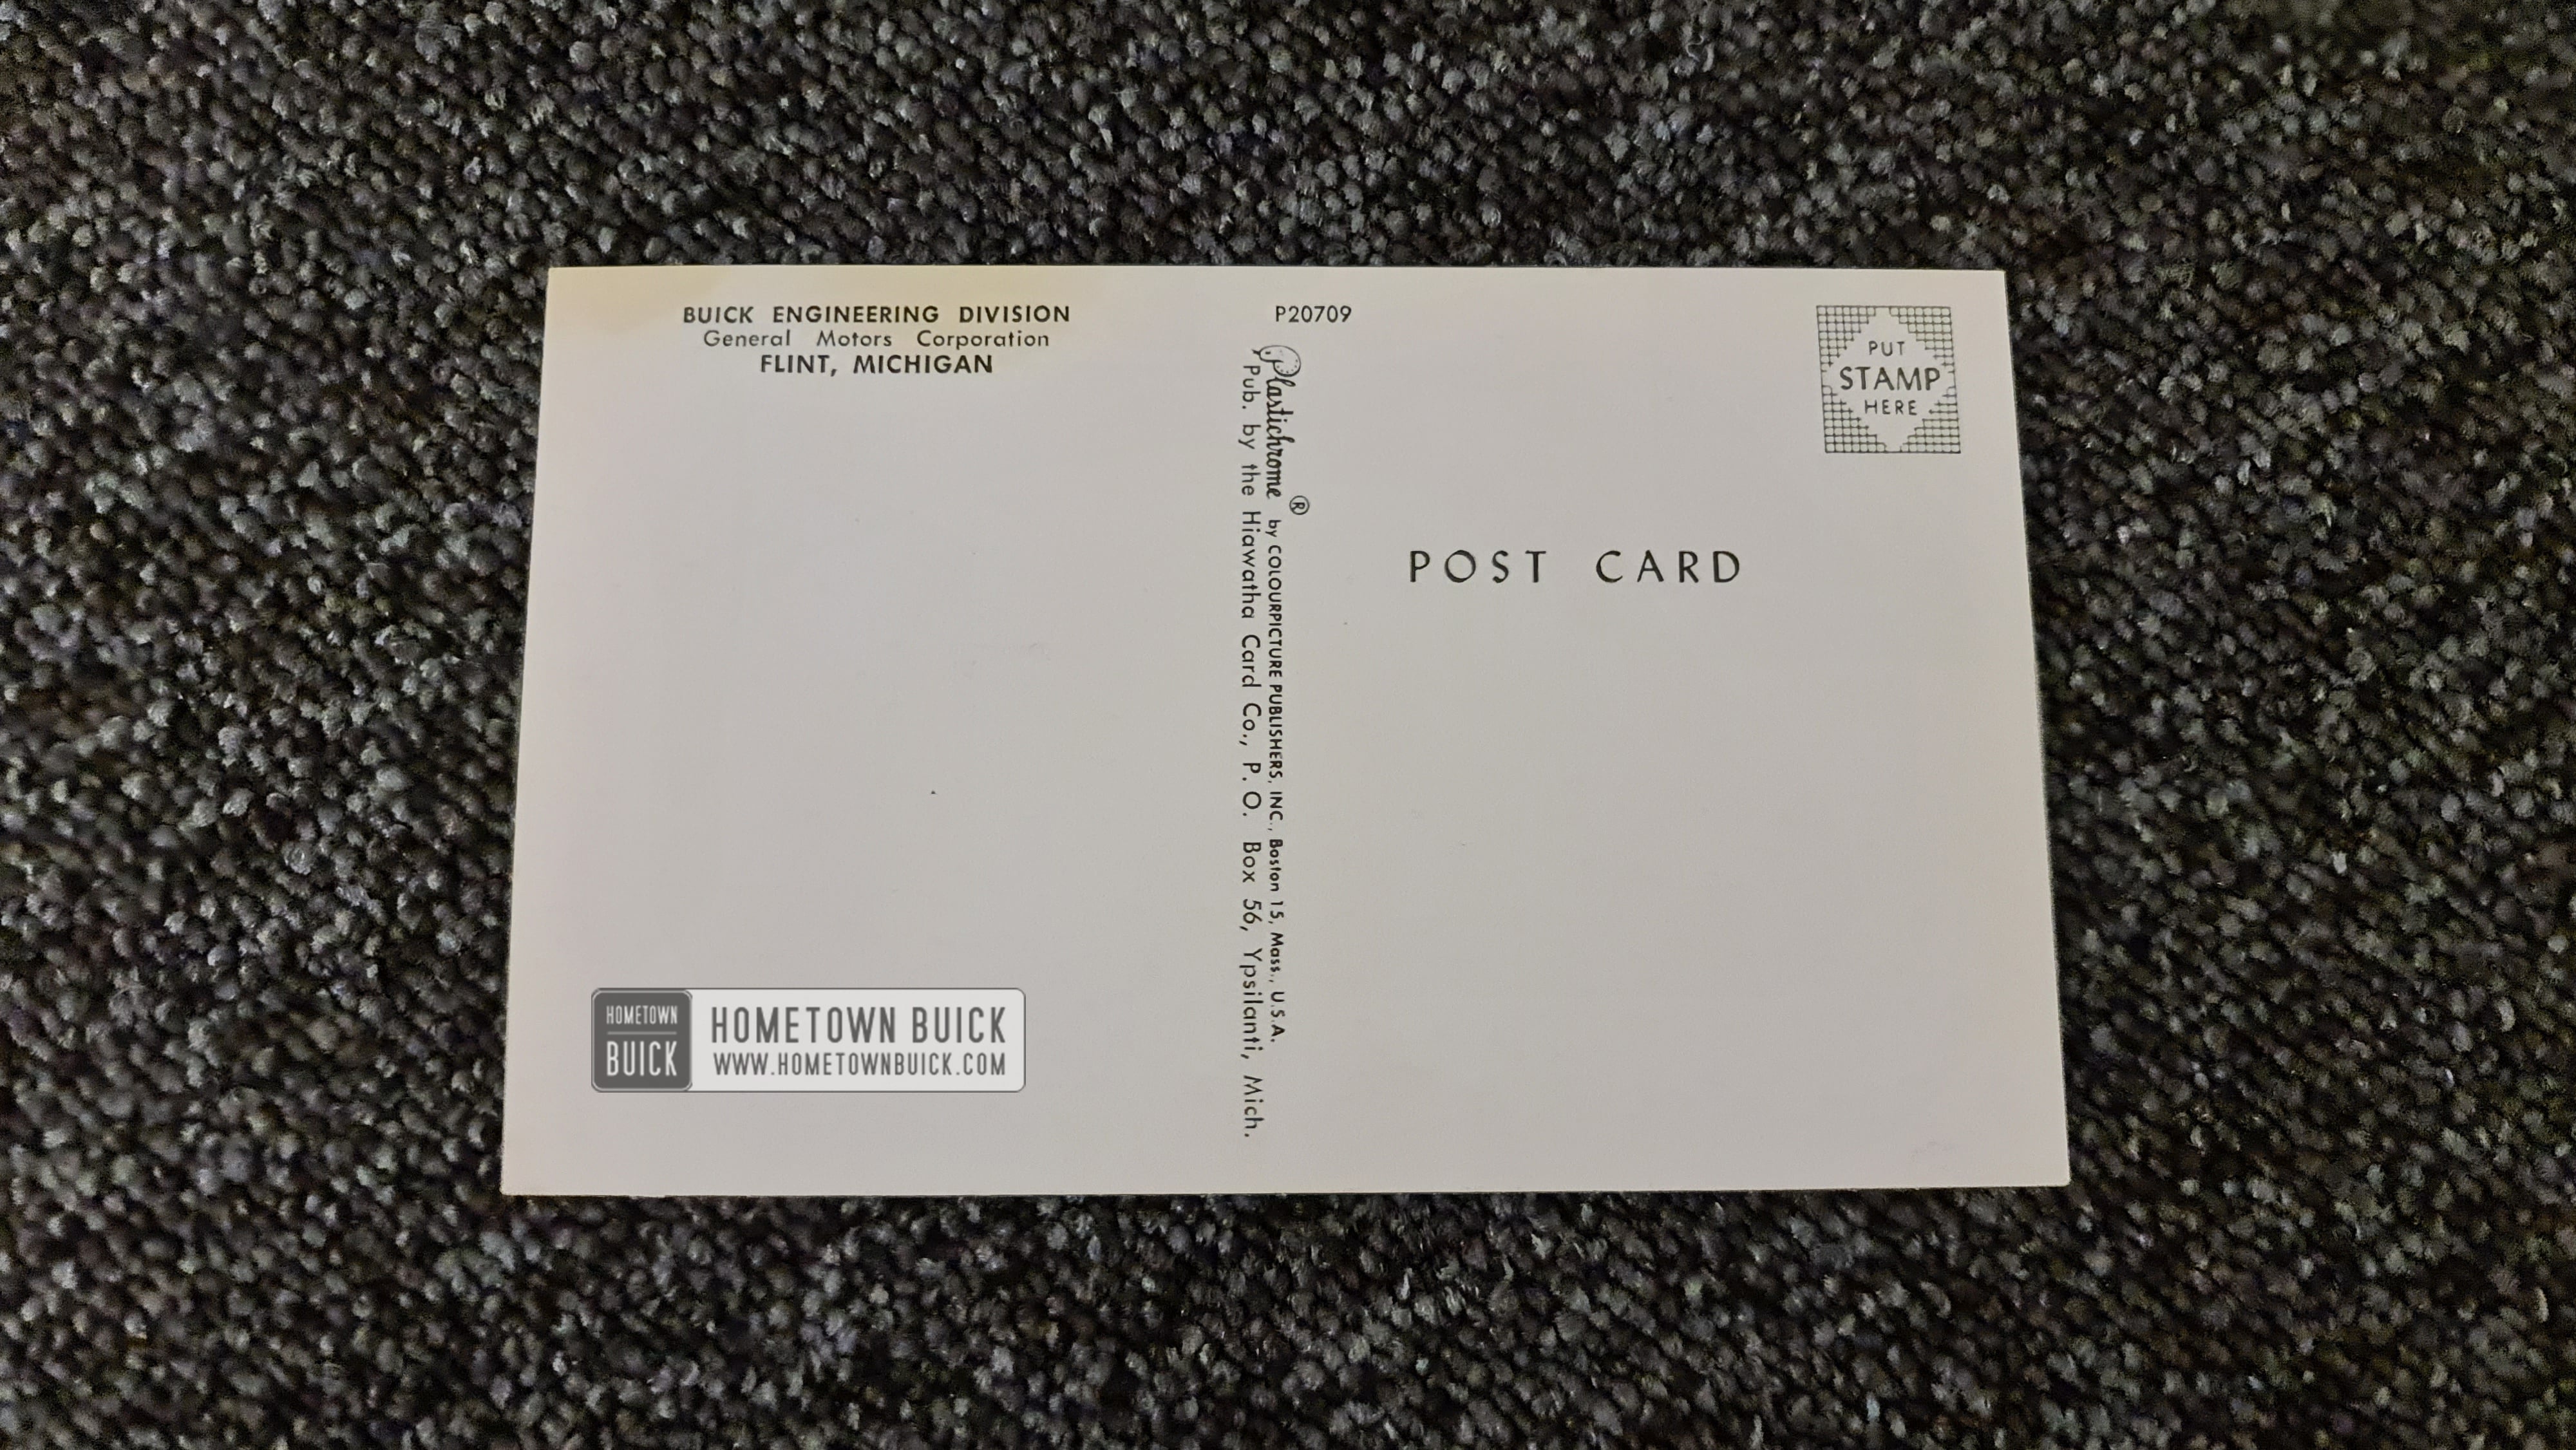 BUICK ENGINEERING DIVISION
General Motors Corporation
FLINT, MICHIGAN
P20709
Plastichrome ® by COLOURPICTURE PUBLISHERS, INC., Boston 15, Mass., U.S.A.
Pub. by the Hiawatha Card Co., P. O. Box 56, Ypsilanti, Mich.
PUT
STAMP
HERE
POST CARD
HOMETOWN
BUICK
HOMETOWN BUICK
WWW.HOMETOWNBUICK.COM